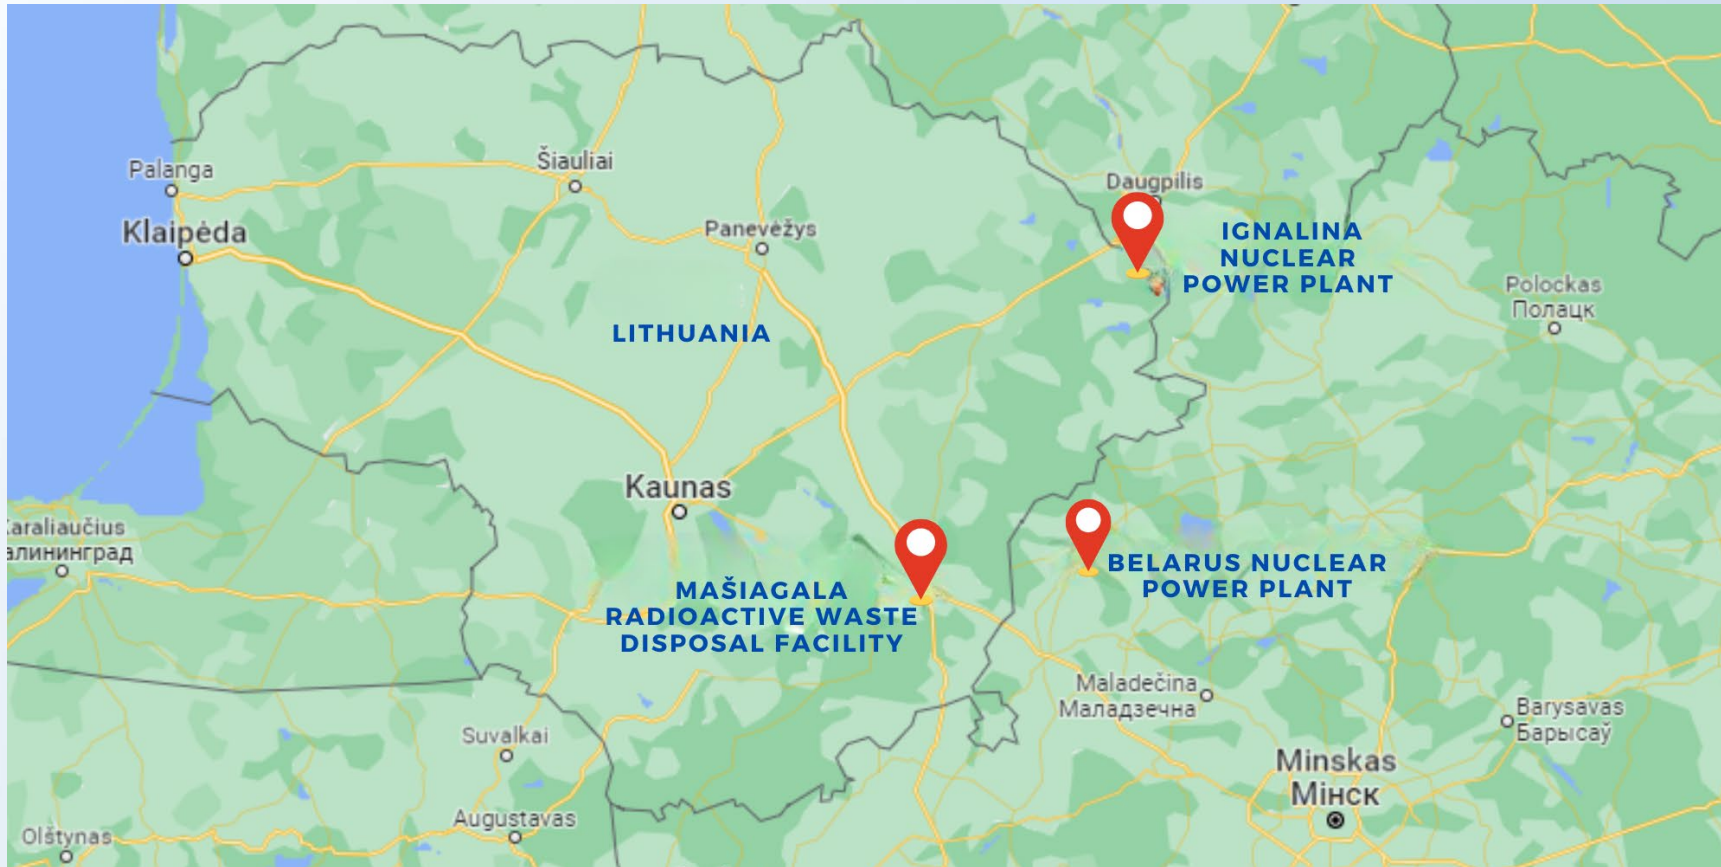 Palanga
Šiauliai
Daugpilis
Klaipėda
Panevėžys
IGNALINA
NUCLEAR
POWER PLANT
Polockas
Полацк
LITHUANIA
Kaunas
Karaliaučius
алининград
BELARUS NUCLEAR
POWER PLANT
MAŠIAGALA
RADIOACTIVE WASTE
DISPOSAL FACILITY
Maladečina
Маладзечна
Barysavas
Барысаў
Suvalkai
Minskas
Мінск
Augustavas
Olštynas